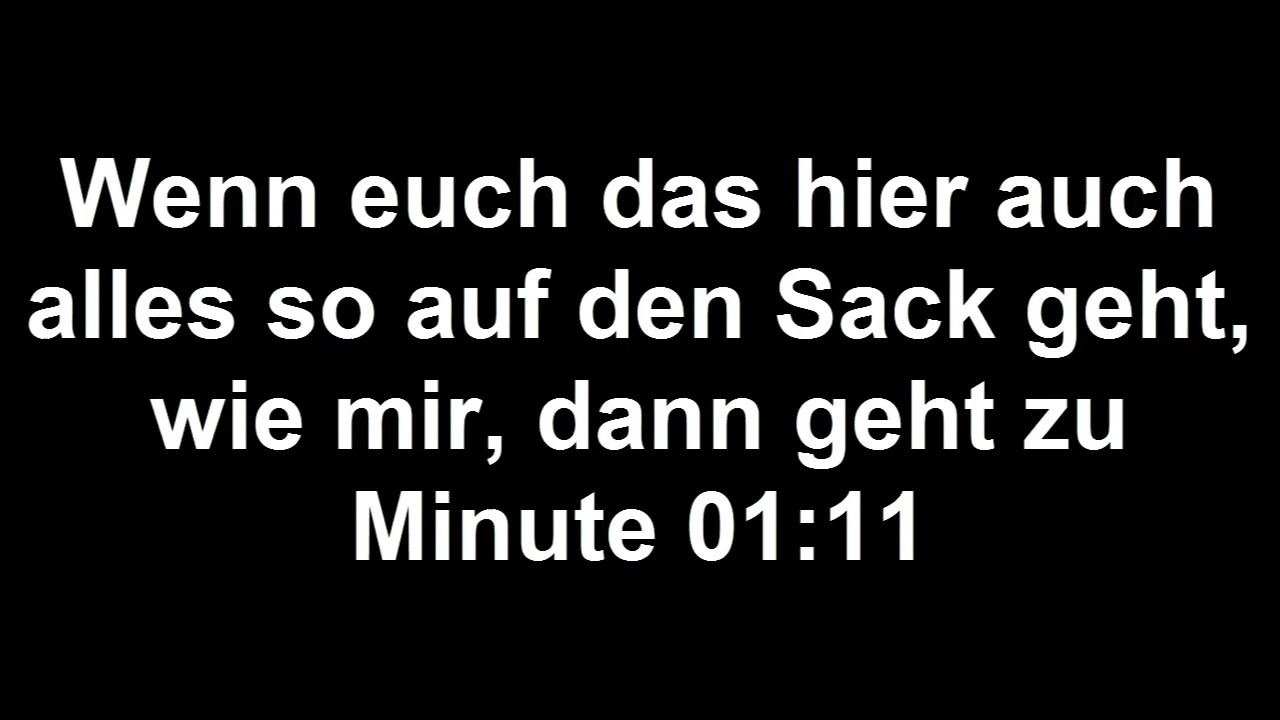 Wenn euch das hier auch
alles so auf den Sack geht,
wie mir, dann geht zu
Minute 01:11